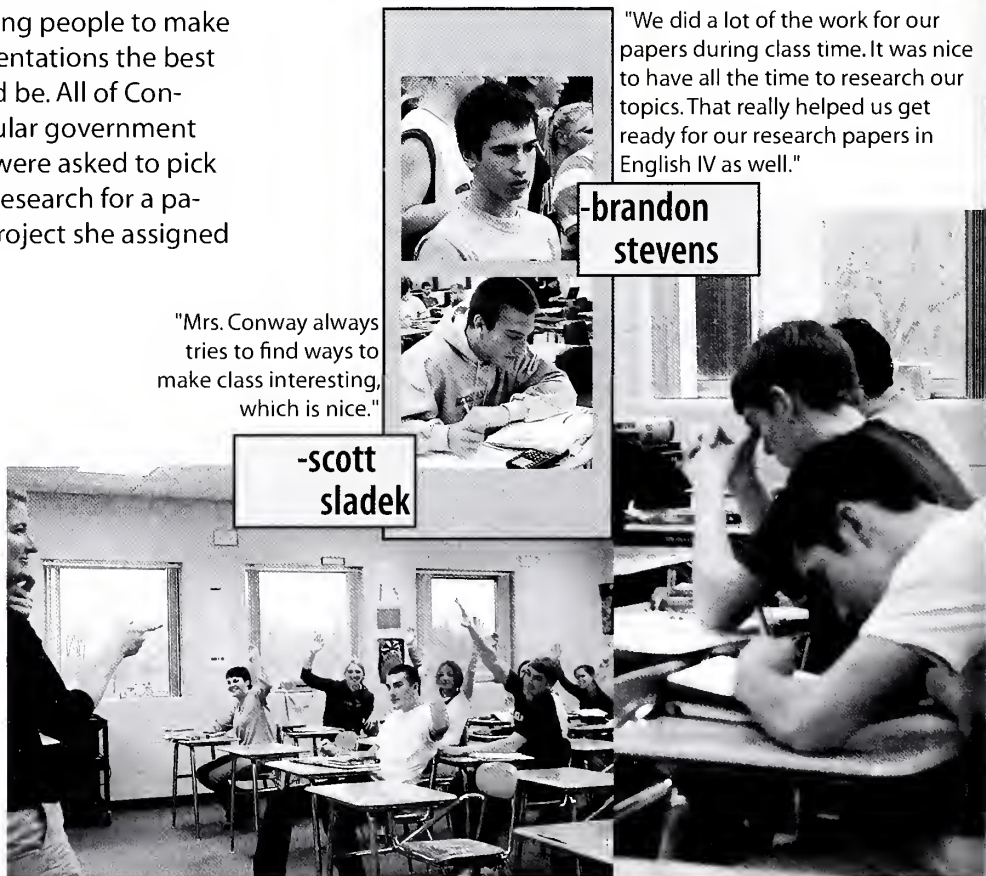 ng people to make
entations the best
d be. All of Con-
ular government
were asked to pick
esearch for a pa-
roject she assigned
"We did a lot of the work for our
papers during class time. It was nice
to have all the time to research our
topics. That really helped us get
ready for our research papers in
English IV as well."
-brandon
stevens
"Mrs. Conway always
tries to find ways to
make class interesting,
which is nice."
-scott
sladek